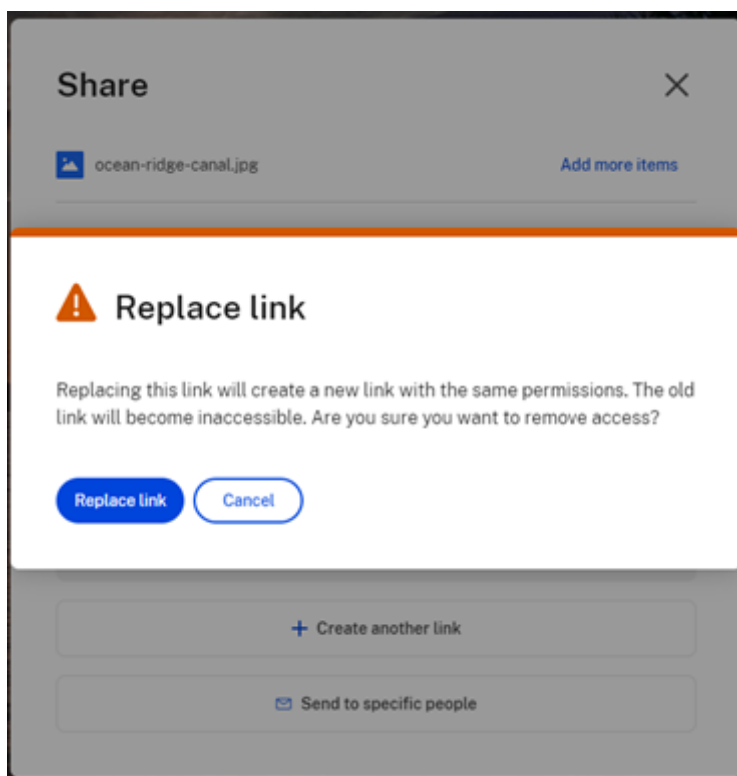 Share
ocean-ridge-canal.jpg
Add more items
Replace link
Replacing this link will create a new link with the same permissions. The old
link will become inaccessible. Are you sure you want to remove access?
Replace link
Cancel
Create another link
Send to specific people